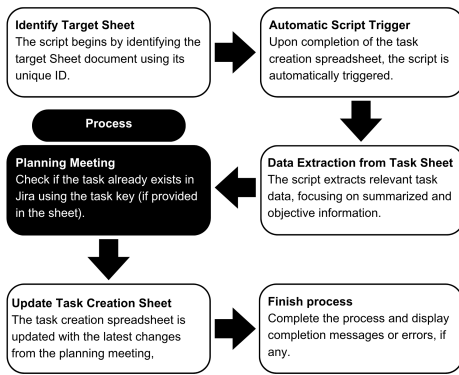 Identify Target Sheet
The script begins by identifying the
target Sheet document using its
unique ID.
Automatic Script Trigger
Upon completion of the task
creation spreadsheet, the script is
automatically triggered.
Process
Planning Meeting
Check if the task already exists in
Jira using the task key (if provided
in the sheet).
Data Extraction from Task Sheet
The script extracts relevant task
data, focusing on summarized and
objective information.
Update Task Creation Sheet
The task creation spreadsheet is
updated with the latest changes
from the planning meeting,
Finish process
Complete the process and display
completion messages or errors, if
any.